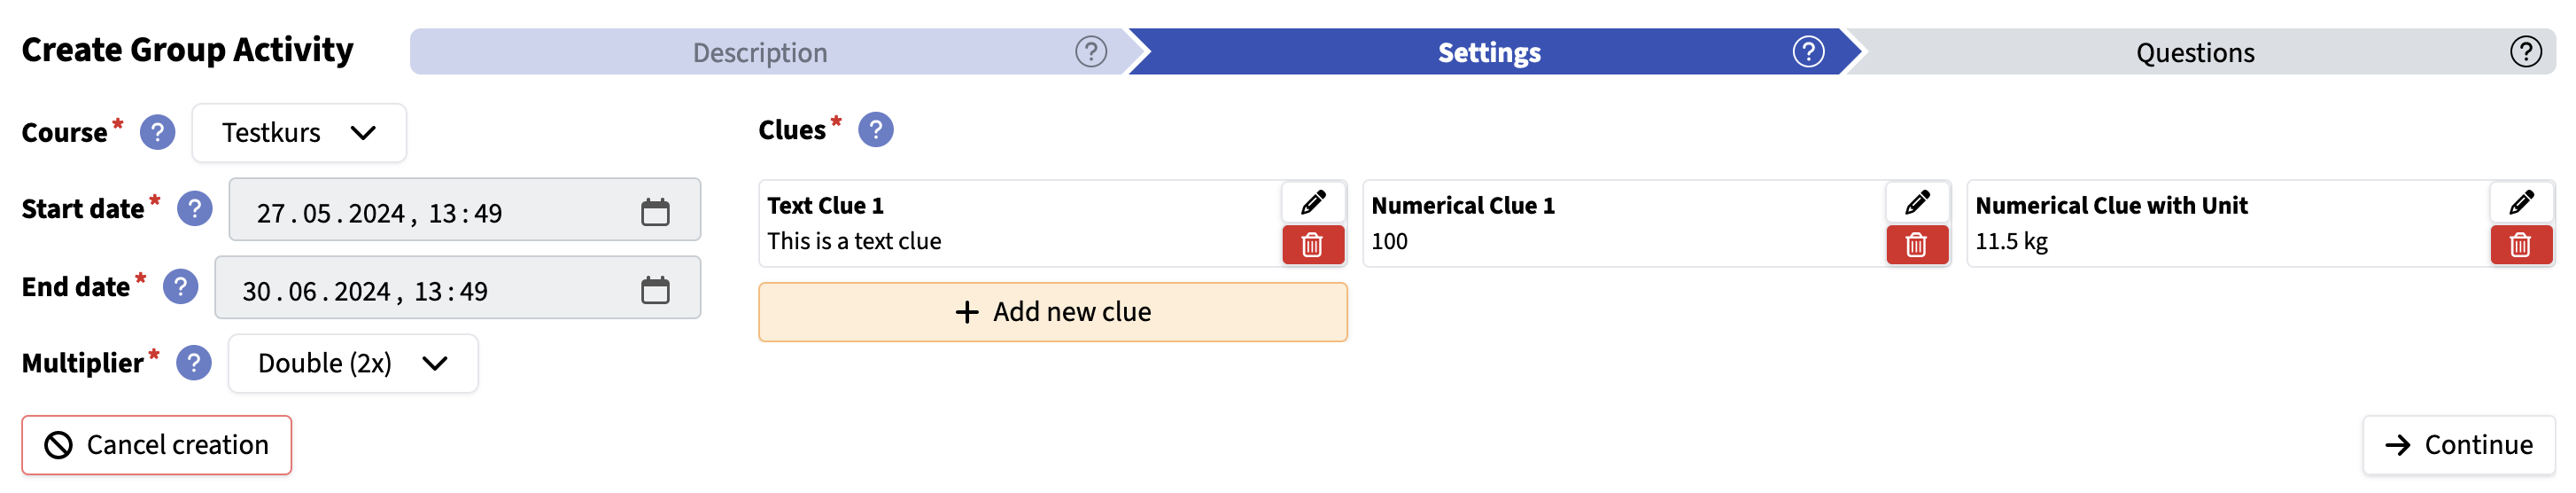 Create Group Activity
Description ?
Settings ?
Questions ?
Course* ? Testkurs
Start date* ? 27.05.2024, 13:49
End date* ? 30.06.2024, 13:49
Multiplier* ? Double (2x)
Clues* ?
Text Clue 1
This is a text clue
Numerical Clue 1
100
Numerical Clue with Unit
11.5 kg
+ Add new clue
Cancel creation
Continue